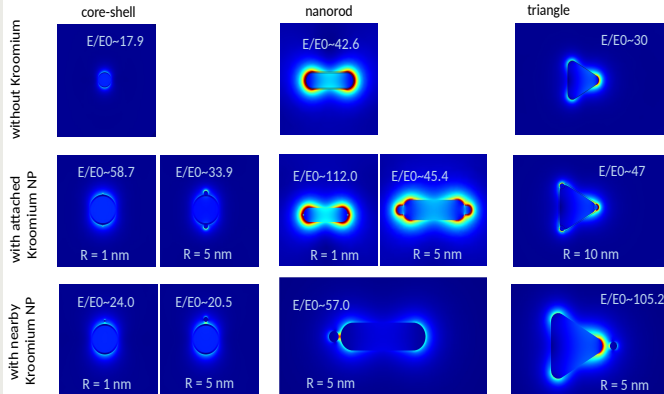 core-shell
nanorod
triangle
without Kroomium
E/E0~17.9
E/E0~42.6
E/E0~30
with attached
Kroomium NP
E/E0~58.7
R = 1 nm
E/E0~33.9
R = 5 nm
E/E0~112.0
R = 1 nm
E/E0~45.4
R = 5 nm
E/E0~47
R = 10 nm
with nearby
Kroomium NP
E/E0~24.0
R = 1 nm
E/E0~20.5
R = 5 nm
E/E0~57.0
R = 5 nm
E/E0~105.2
R = 5 nm